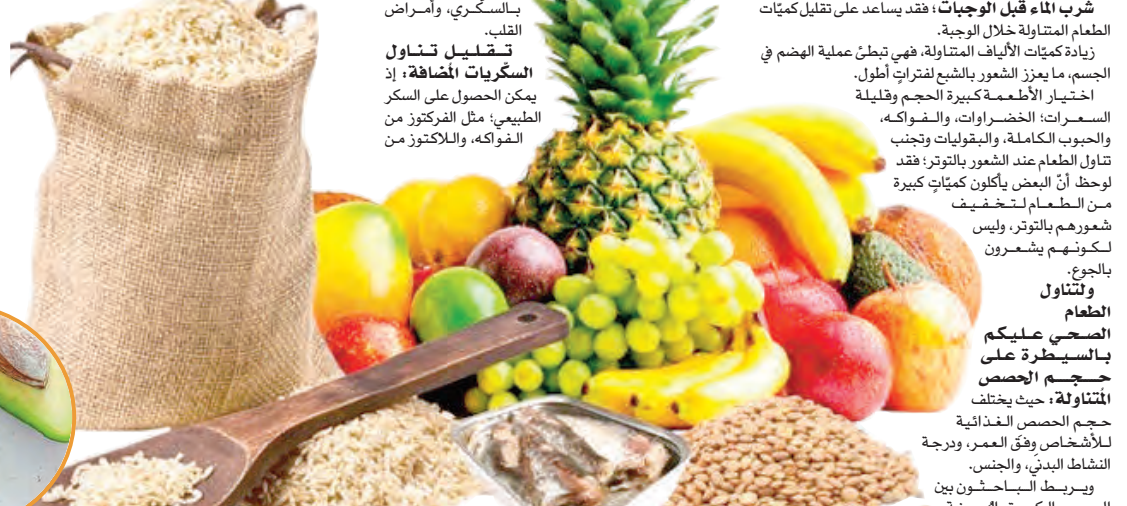 شرب الماء قبل الوجبات؛ فقد يساعد على تقليل كميّات
الطعام المتناولة خلال الوجبة.
زيادة كميّات الألياف المتناولة، فهي تبطئ عملية الهضم في
الجسم، ما يعزز الشعور بالشبع لفتراتٍ أطول.
اختيار الأطعمة كبيرة الحجم وقليلة
السعرات؛ الخضراوات، والفواكه،
والحبوب الكاملة، والبقوليات وتجنب
تناول الطعام عند الشعور بالتوتر؛ فقد
لوحظ أنّ البعض يأكلون كميّاتٍ كبيرة
من الطعام لتخفيف
شعورهم بالتوتر، وليس
لكونهم يشعرون
بالجوع.
ولتناول
الطعام
الصحي عليكم
بالسيطرة على
حجم الحصص
المُتناولة: حيث يختلف
حجم الحصص الغذائية
للأشخاص وفق العمر، ودرجة
النشاط البدني، والجنس.
ويربط الباحثون بين
بالسكّري، وأمراض
القلب.
تقليل تناول
السكّريات المُضافة: إذ
يمكن الحصول على السكر
الطبيعي؛ مثل الفركتوز من
الفواكه، واللاكتوز من